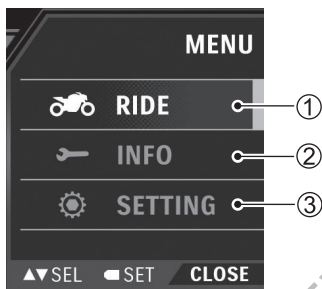 MENU
RIDE ①
INFO ②
SETTING ③
▲▼ SEL SET CLOSE